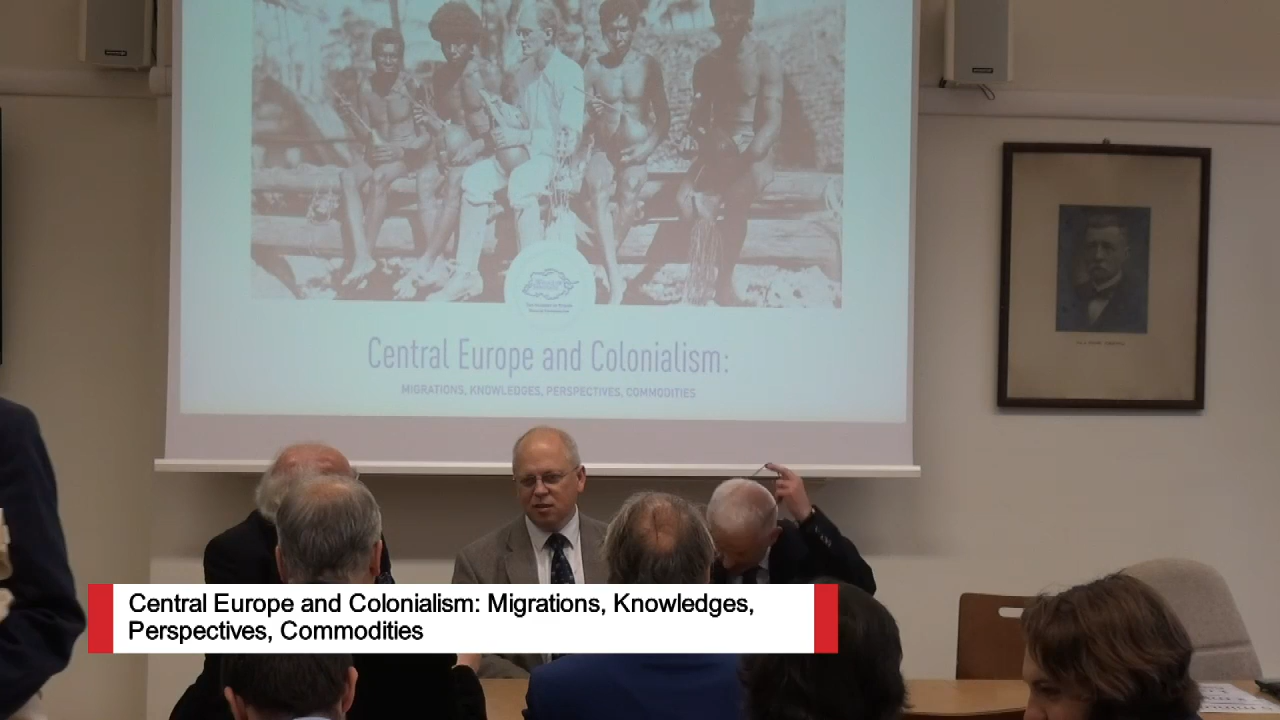 Central Europe and Colonialism:
MIGRATIONS, KNOWLEDGES, PERSPECTIVES, COMMODITIES
Central Europe and Colonialism: Migrations, Knowledges,
Perspectives, Commodities